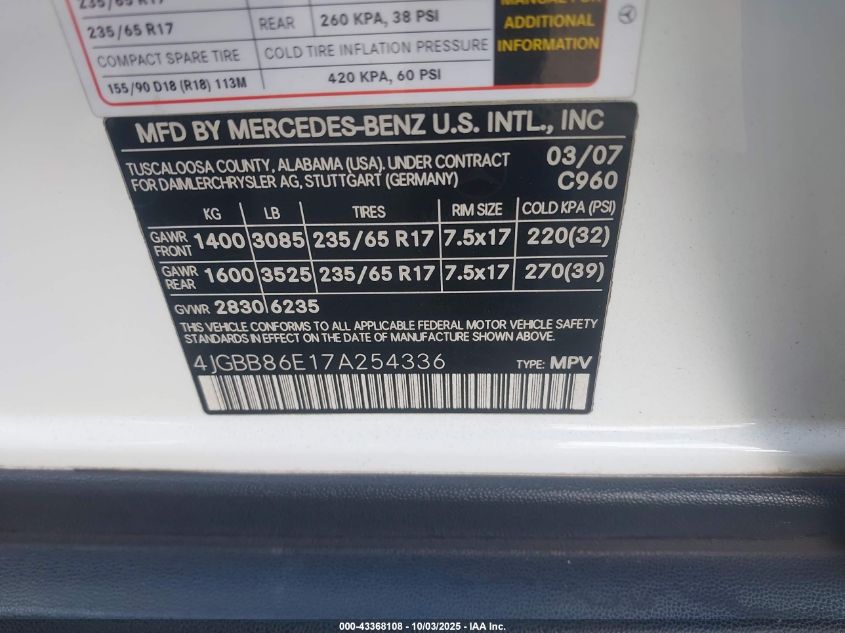 235/65 R17
235/65 R17 REAR 260 KPA, 38 PSI
COMPACT SPARE TIRE COLD TIRE INFLATION PRESSURE
155/90 D18 (R18) 113M 420 KPA, 60 PSI
MANUAL FOR
ADDITIONAL
INFORMATION
MFD BY MERCEDES-BENZ U.S. INTL., INC
TUSCALOOSA COUNTY, ALABAMA (USA). UNDER CONTRACT 03/07
FOR DAIMLERCHRYSLER AG, STUTTGART (GERMANY) C960
KG LB TIRES RIM SIZE COLD KPA (PSI)
GAWR FRONT 1400 3085 235/65 R17 7.5x17 220(32)
GAWR REAR 1600 3525 235/65 R17 7.5x17 270(39)
GVWR 2830 6235
THIS VEHICLE CONFORMS TO ALL APPLICABLE FEDERAL MOTOR VEHICLE SAFETY
STANDARDS IN EFFECT ON THE DATE OF MANUFACTURE
4JGBB86E17A254336 TYPE: MPV
000-43368108 - 10/03/2025 - IAA Inc.